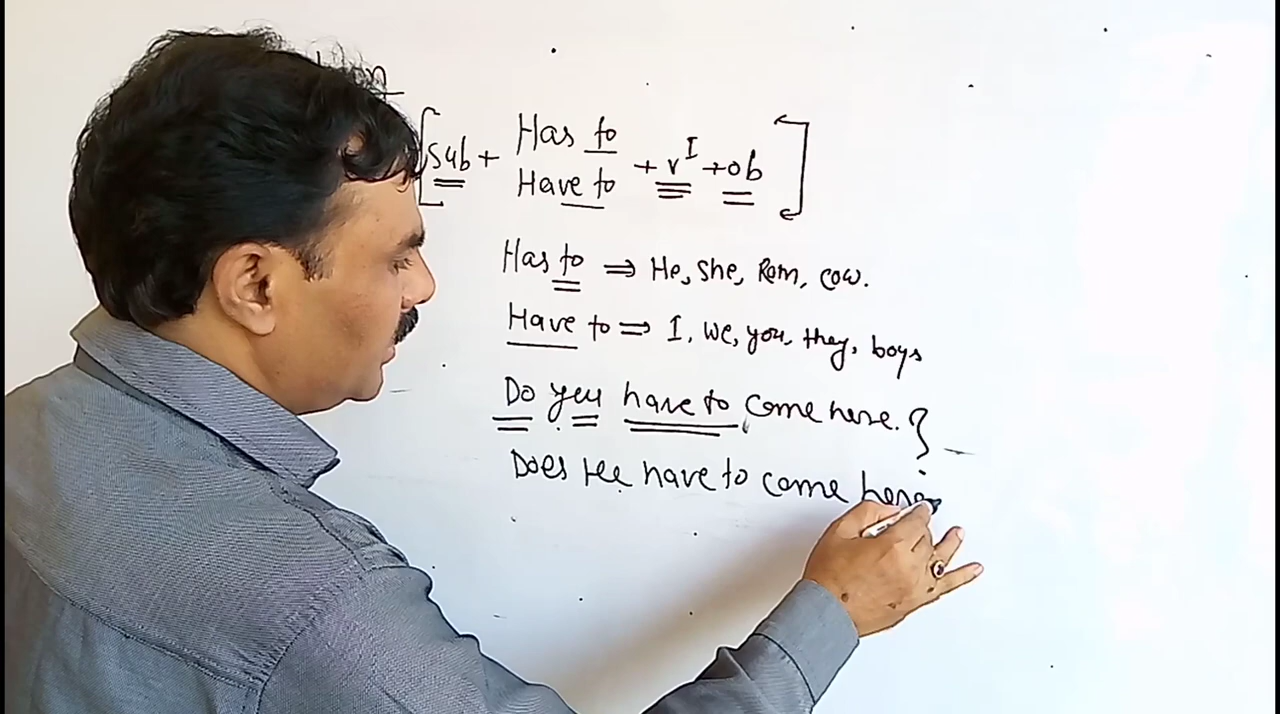 [Sub + Has to
Have to + v I + ob]
Has to ⇒ He, She, Ram, cow.
Have to ⇒ I, we, you, they, boys
Do you have to come here. ?
Does He have to come here